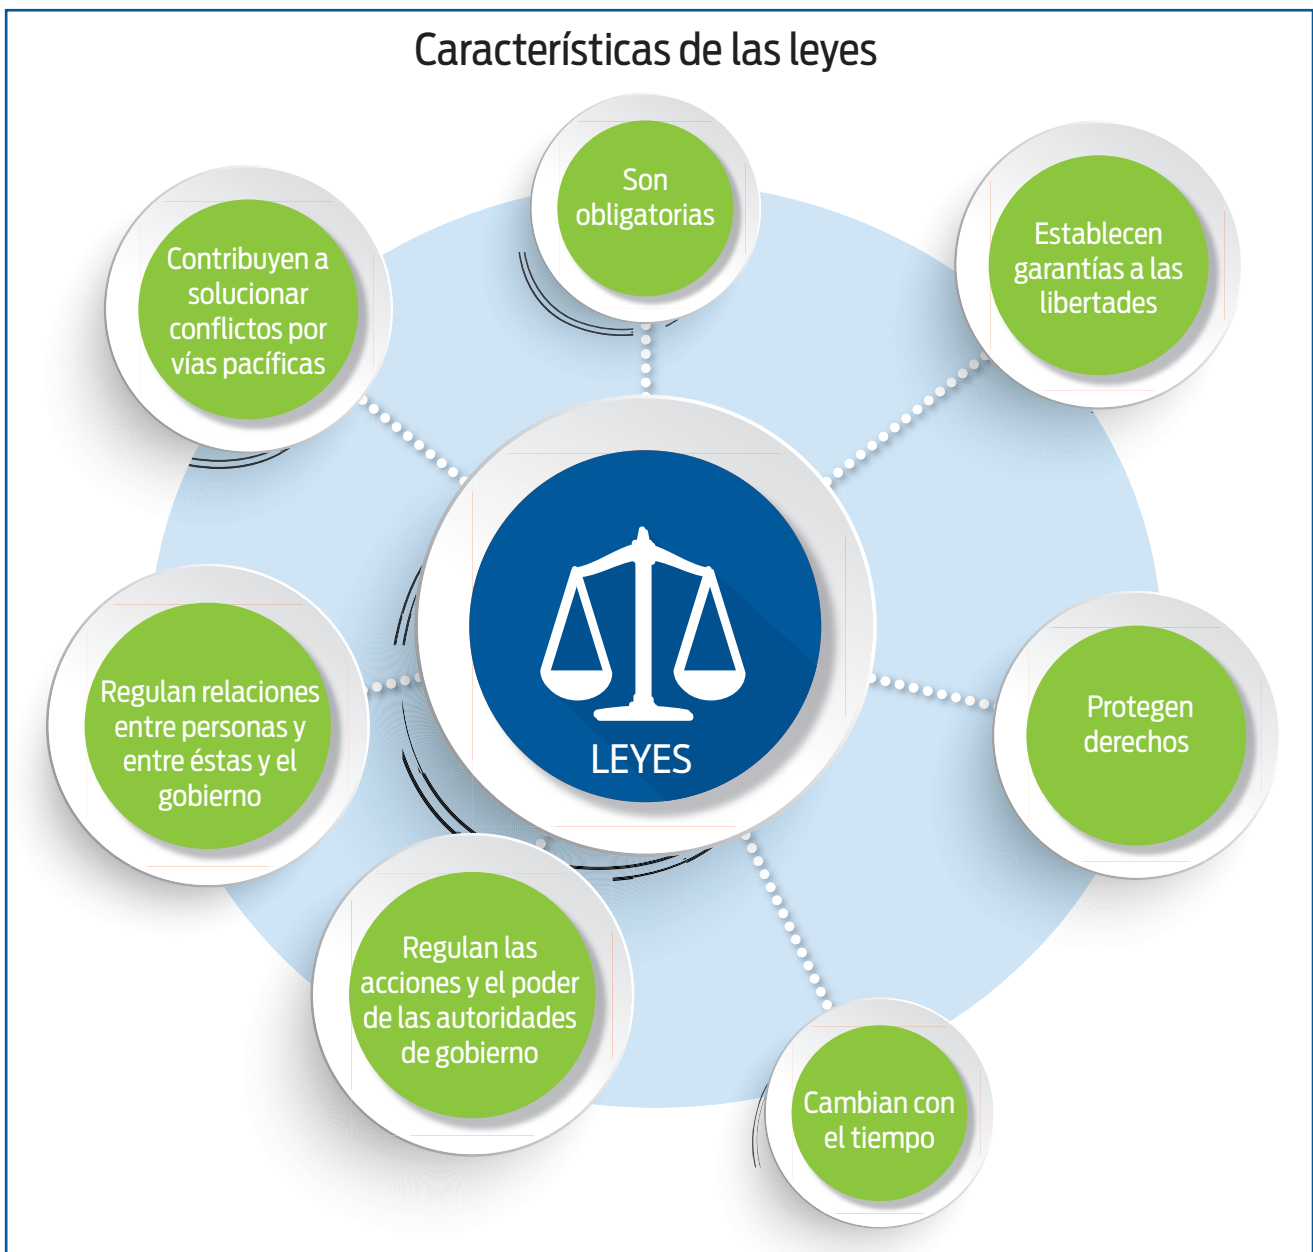 Características de las leyes
Son
obligatorias
Establecen
garantías a las
libertades
Contribuyen a
solucionar
conflictos por
vías pacíficas
LEYES
Regulan relaciones
entre personas y
entre éstas y el
gobierno
Protegen
derechos
Regulan las
acciones y el poder
de las autoridades
de gobierno
Cambian con
el tiempo